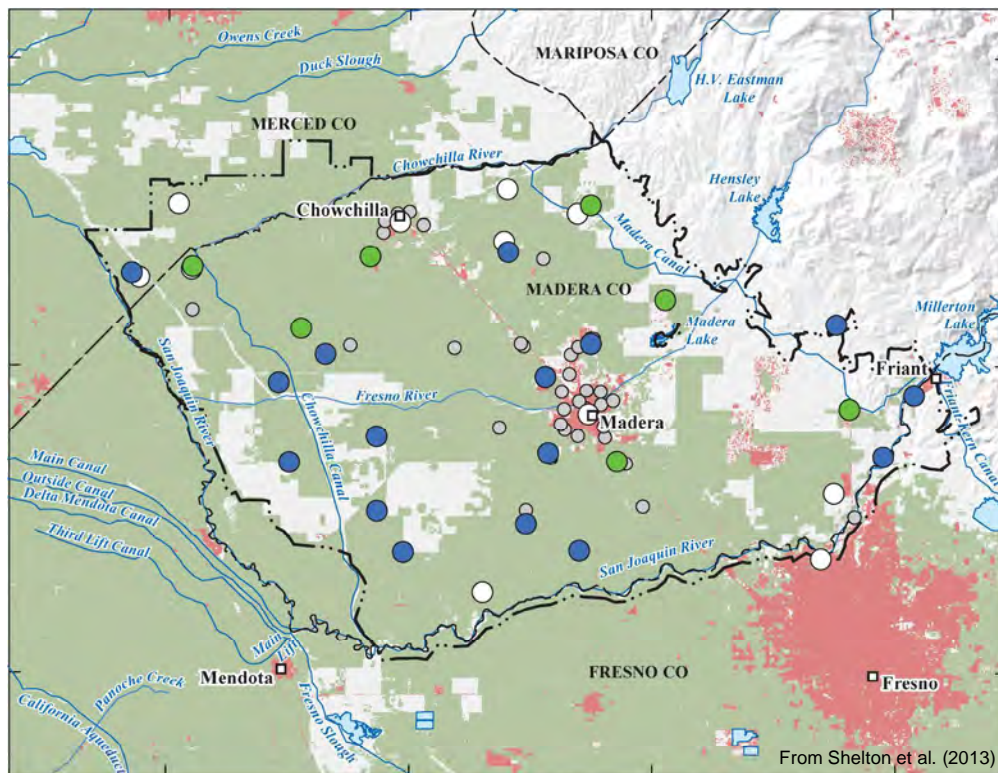 Owens Creek
Duck Slough
MARIPOSA CO
H.V. Eastman
Lake
MERCED CO
Chowchilla River
Hensley
Lake
Chowchilla
Madera Canal
MADERA CO
Millerton
Lake
Madera
Lake
San Joaquin River
Friant
Fresno River
Friant-Kern Canal
Chowchilla Canal
Madera
Main Canal
Outside Canal
Delta Mendota Canal
Third Lift Canal
San Joaquin River
Main
Lift
Mendota
FRESNO CO
Fresno
Panoche Creek
Fresno Slough
California Aqueduct
From Shelton et al. (2013)